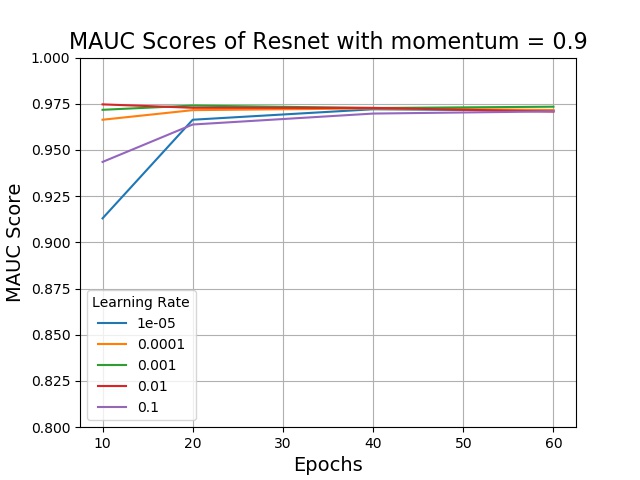 MAUC Scores of Resnet with momentum = 0.9
1.000
0.975
0.950
0.925
0.900
0.875
0.850
0.825
0.800
MAUC Score
Learning Rate
1e-05
0.0001
0.001
0.01
0.1
10 20 30 40 50 60
Epochs